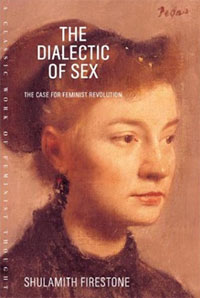 A CLASSIC WORK OF FEMINIST THOUGHT
THE
DIALECTIC
OF SEX
THE CASE FOR FEMINIST REVOLUTION
SHULAMITH FIRESTONE